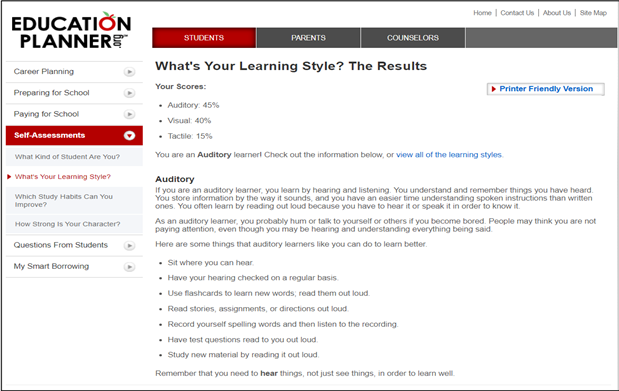 Home | Contact Us | About Us | Site Map
EDUCATION
PLANNER.org
STUDENTS
PARENTS
COUNSELORS
Career Planning
Preparing for School
Paying for School
Self-Assessments
What Kind of Student Are You?
What's Your Learning Style?
Which Study Habits Can You
Improve?
How Strong Is Your Character?
Questions From Students
My Smart Borrowing
What's Your Learning Style? The Results
Your Scores:
Printer Friendly Version
• Auditory: 45%
• Visual: 40%
• Tactile: 15%
You are an Auditory learner! Check out the information below, or view all of the learning styles.
Auditory
If you are an auditory learner, you learn by hearing and listening. You understand and remember things you have heard.
You store information by the way it sounds, and you have an easier time understanding spoken instructions than written
ones. You often learn by reading out loud because you have to hear it or speak it in order to know it.
As an auditory learner, you probably hum or talk to yourself or others if you become bored. People may think you are not
paying attention, even though you may be hearing and understanding everything being said.
Here are some things that auditory learners like you can do to learn better.
• Sit where you can hear.
• Have your hearing checked on a regular basis.
• Use flashcards to learn new words; read them out loud.
• Read stories, assignments, or directions out loud.
• Record yourself spelling words and then listen to the recording.
• Have test questions read to you out loud.
• Study new material by reading it out loud.
Remember that you need to hear things, not just see things, in order to learn well.